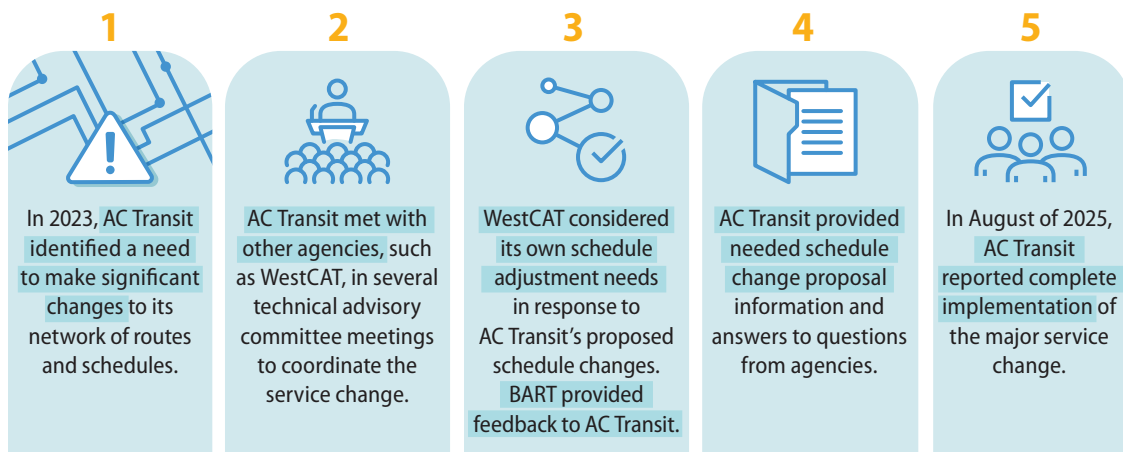 1
In 2023, AC Transit
identified a need
to make significant
changes to its
network of routes
and schedules.
2
AC Transit met with
other agencies, such
as WestCAT, in several
technical advisory
committee meetings
to coordinate the
service change.
3
WestCAT considered
its own schedule
adjustment needs
in response to
AC Transit's proposed
schedule changes.
BART provided
feedback to AC Transit.
4
AC Transit provided
needed schedule
change proposal
information and
answers to questions
from agencies.
5
In August of 2025,
AC Transit
reported complete
implementation of
the major service
change.